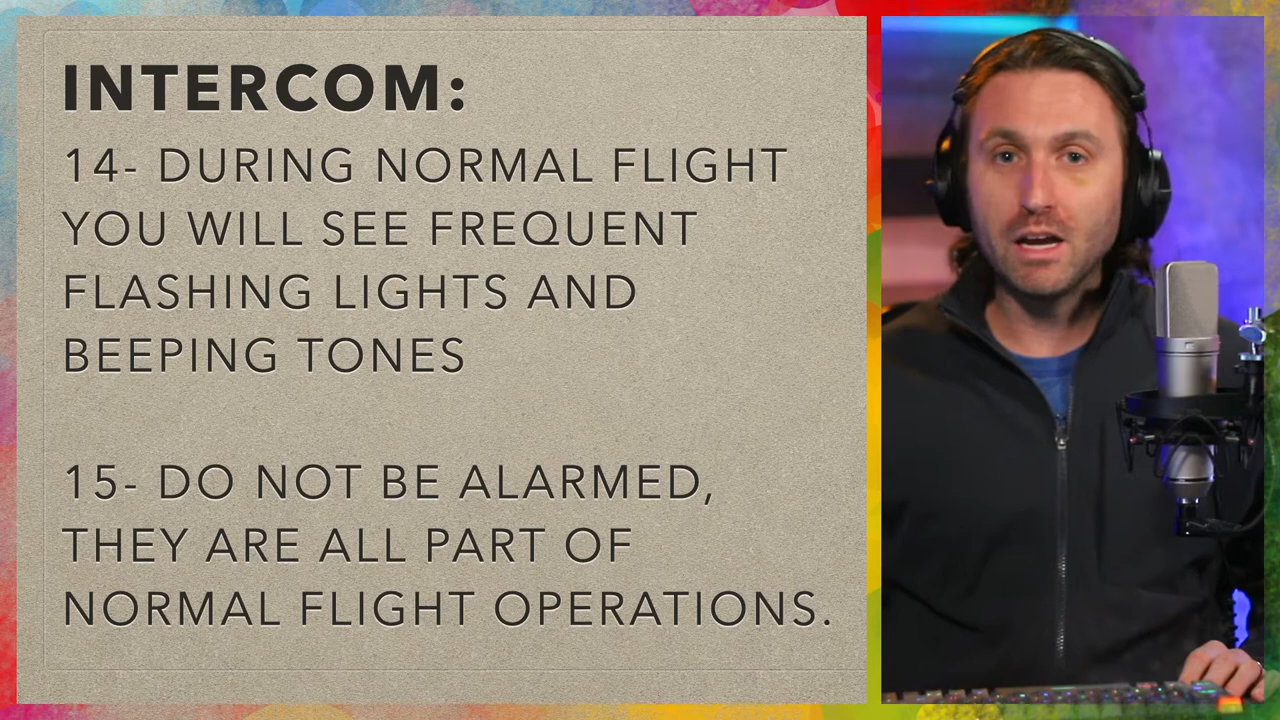 INTERCOM:
14- DURING NORMAL FLIGHT
YOU WILL SEE FREQUENT
FLASHING LIGHTS AND
BEEPING TONES
15- DO NOT BE ALARMED,
THEY ARE ALL PART OF
NORMAL FLIGHT OPERATIONS.